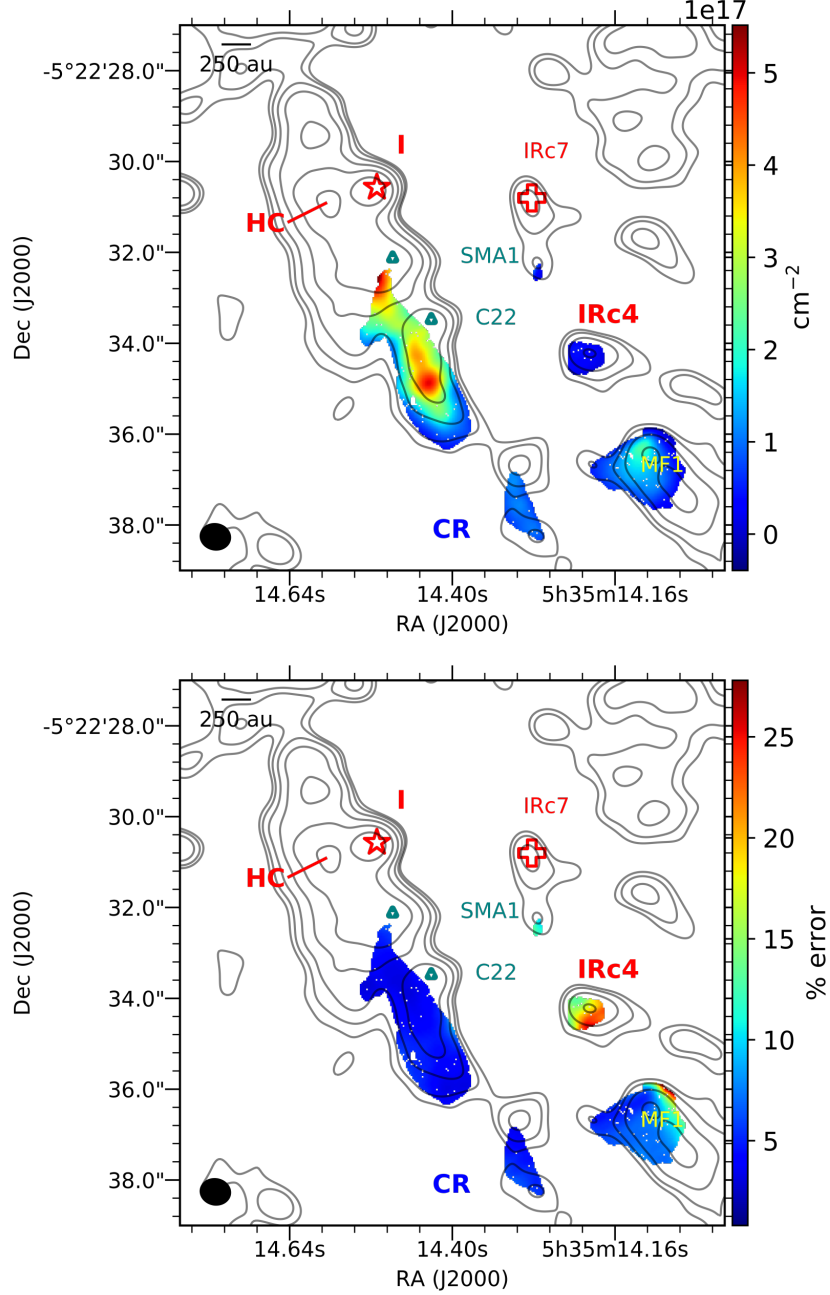 1e17
250 au
-5°22'28.0"
I
IRc7
30.0"
HC
SMA1
32.0"
C22
IRc4
34.0"
36.0"
MF1
38.0"
CR
14.64s
14.40s
5h35m14.16s
RA (J2000)
Dec (J2000)
5
4
3
2
1
0
cm⁻²
250 au
-5°22'28.0"
I
IRc7
30.0"
HC
SMA1
32.0"
C22
IRc4
34.0"
36.0"
MF1
38.0"
CR
14.64s
14.40s
5h35m14.16s
RA (J2000)
Dec (J2000)
25
20
15
10
5
% error